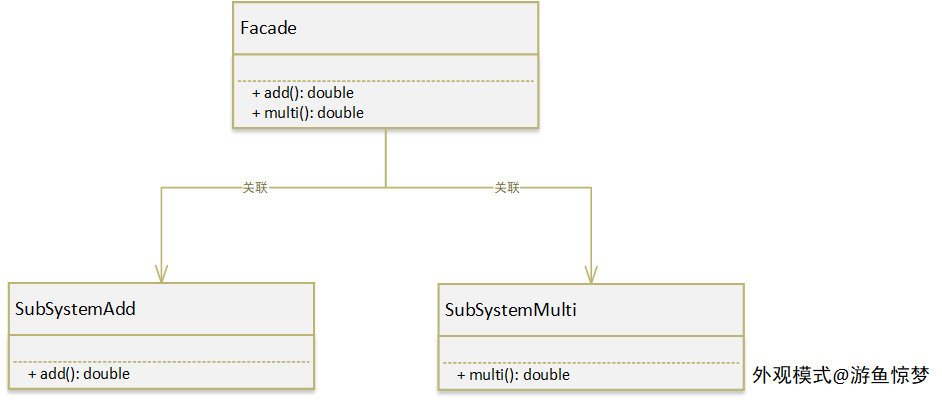 Facade
+ add(): double
+ multi(): double
关联
关联
SubSystemAdd
+ add(): double
SubSystemMulti
+ multi(): double
外观模式@游鱼惊梦